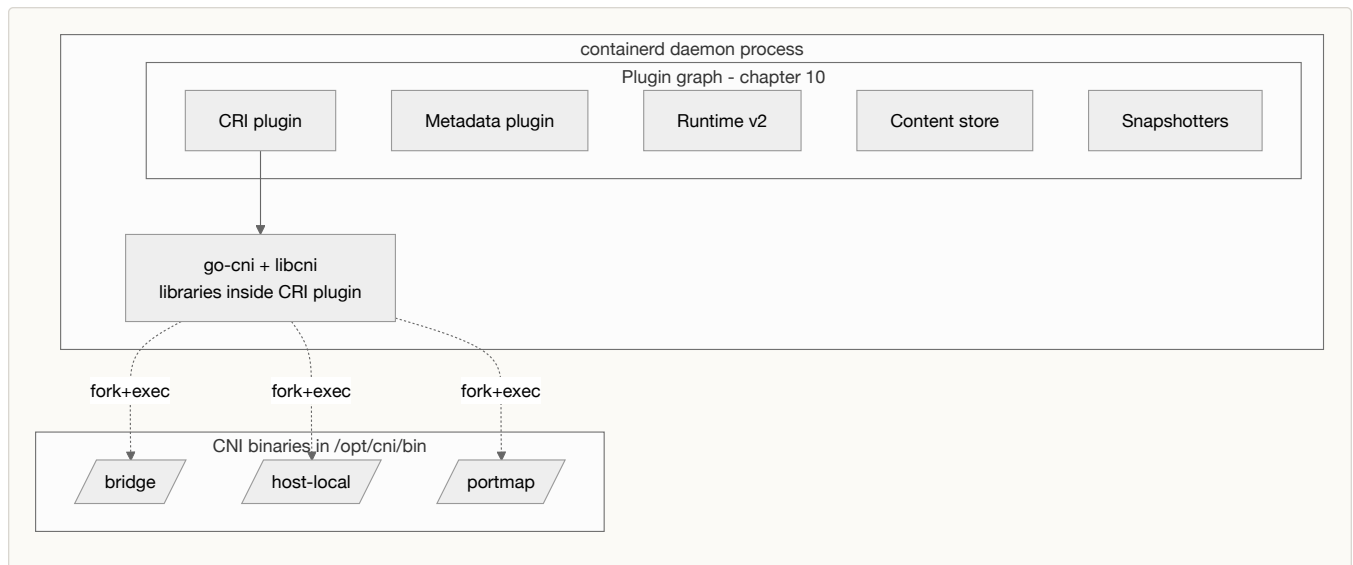 containerd daemon process
Plugin graph - chapter 10
CRI plugin
Metadata plugin
Runtime v2
Content store
Snapshotters
go-cni + libcni
libraries inside CRI plugin
fork+exec
fork+exec
fork+exec
CNI binaries in /opt/cni/bin
bridge
host-local
portmap